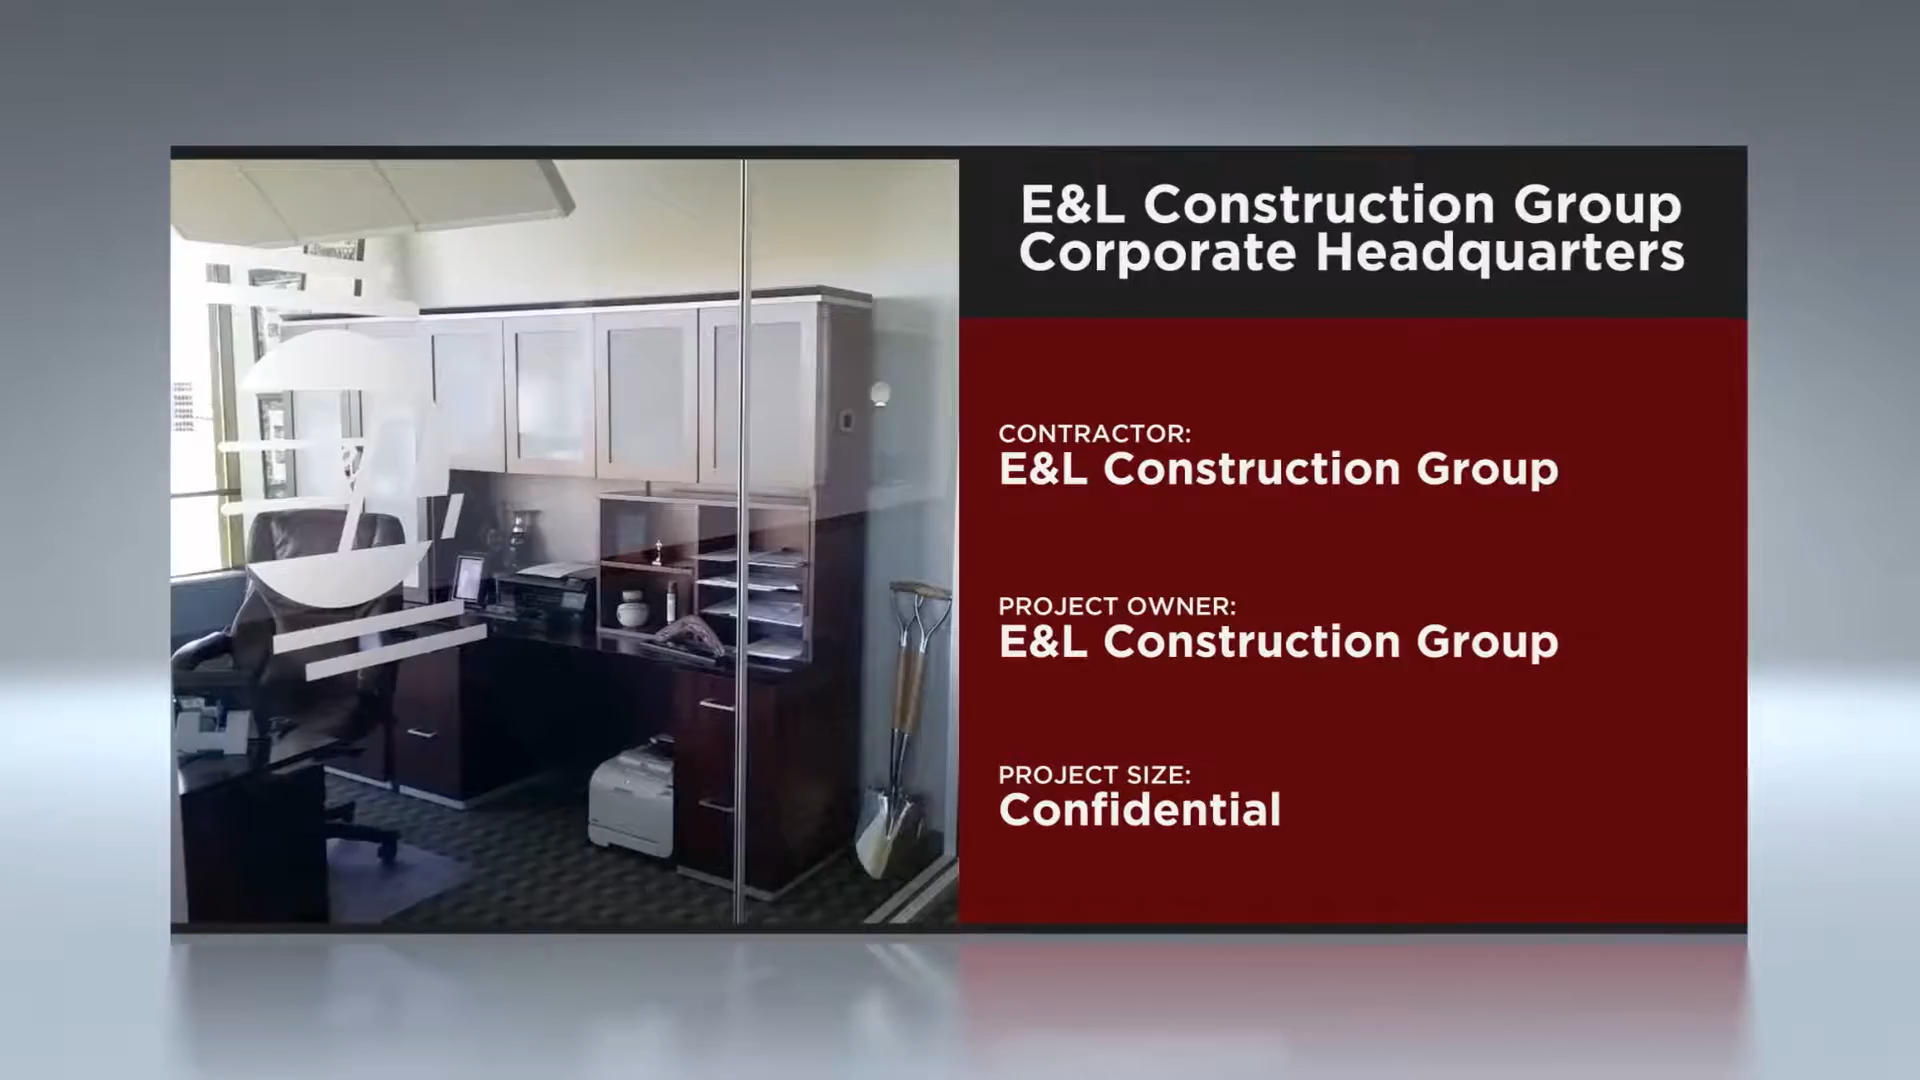 E&L Construction Group
Corporate Headquarters
CONTRACTOR:
E&L Construction Group
PROJECT OWNER:
E&L Construction Group
PROJECT SIZE:
Confidential